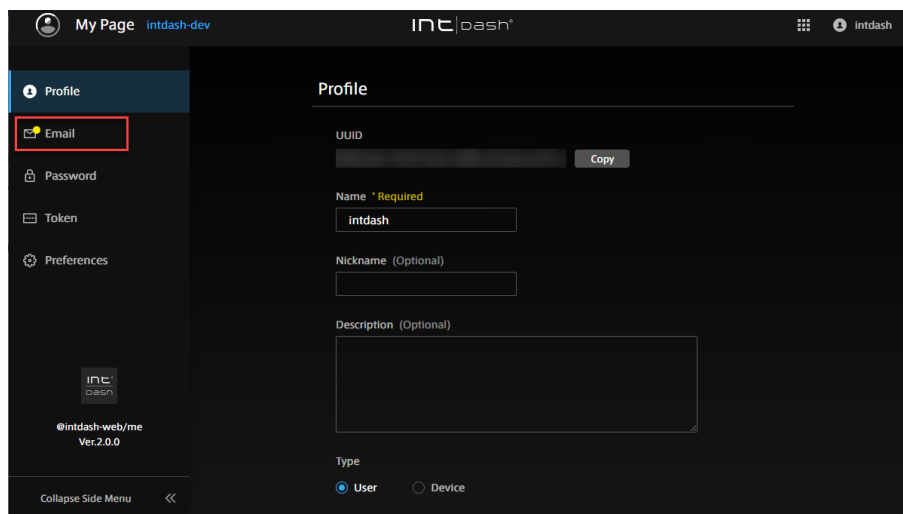 My Page intdash-dev
INT|DASH®
intdash
Profile
Email
Password
Token
Preferences
INT
DASH
@intdash-web/me
Ver.2.0.0
Collapse Side Menu
Profile
UUID
Copy
Name * Required
intdash
Nickname (Optional)
Description (Optional)
Type
User Device